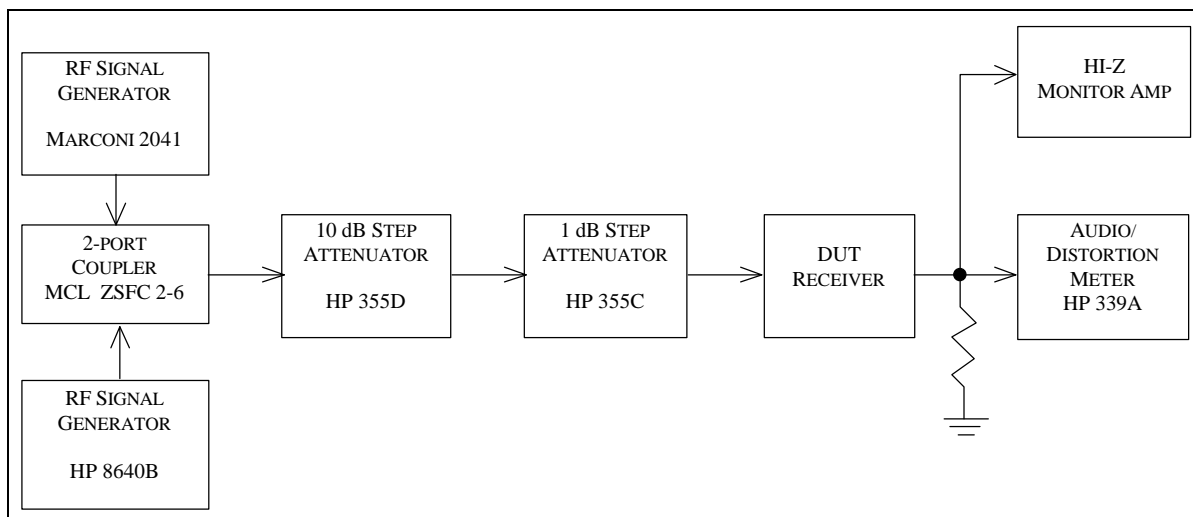 RF SIGNAL
GENERATOR
MARCONI 2041
2-PORT
COUPLER
MCL ZSFC 2-6
RF SIGNAL
GENERATOR
HP 8640B
10 dB STEP
ATTENUATOR
HP 355D
1 dB STEP
ATTENUATOR
HP 355C
DUT
RECEIVER
HI-Z
MONITOR AMP
AUDIO/
DISTORTION
METER
HP 339A